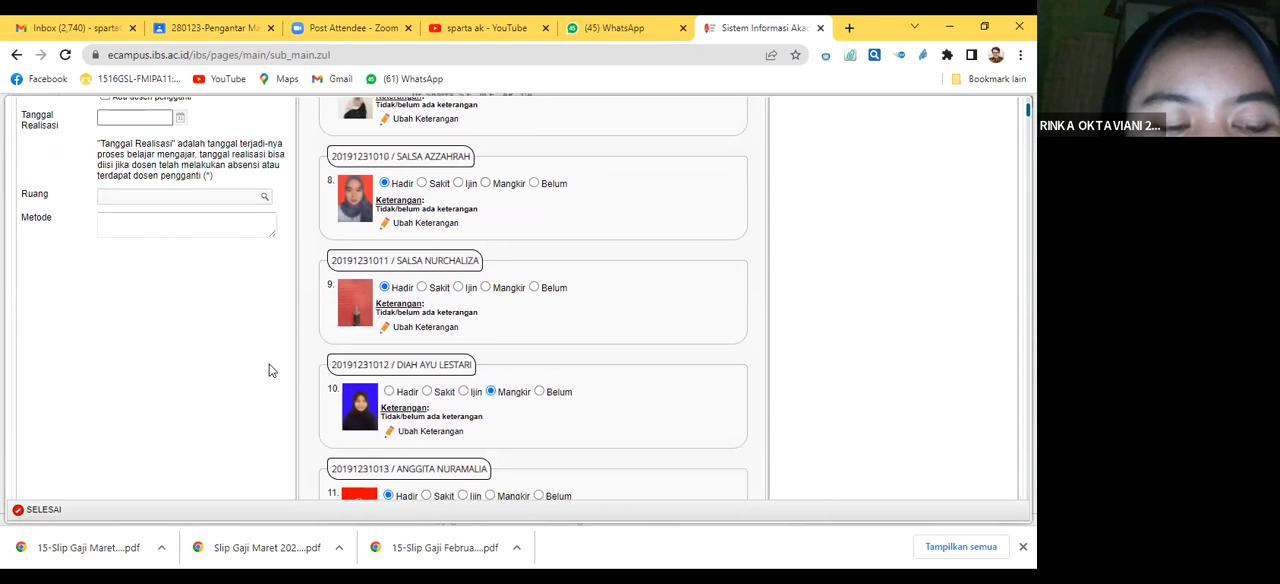 Inbox (2,740) - sparta
280123-Pengantar Ma
Post Attendee - Zoom
sparta ak - YouTube
(45) WhatsApp
Sistem Informasi Aka
ecampus.ibs.ac.id/ibs/pages/main/sub_main.zul
Facebook
1516GSL-FMIPA11:...
YouTube
Maps
Gmail
(61) WhatsApp
Bookmark lain
Ada dosen pengganti
Tanggal
Realisasi
"Tanggal Realisasi" adalah tanggal terjadi-nya
proses belajar mengajar, tanggal realisasi bisa
diisi jika dosen telah melakukan absensi atau
terdapat dosen pengganti (*)
Ruang
Metode
Keterangan:
Tidak/belum ada keterangan
Ubah Keterangan
20191231010 / SALSA AZZAHRAH
8. Hadir Sakit Ijin Mangkir Belum
Keterangan:
Tidak/belum ada keterangan
Ubah Keterangan
20191231011 / SALSA NURCHALIZA
9. Hadir Sakit Ijin Mangkir Belum
Keterangan:
Tidak/belum ada keterangan
Ubah Keterangan
20191231012 / DIAH AYU LESTARI
10. Hadir Sakit Ijin Mangkir Belum
Keterangan:
Tidak/belum ada keterangan
Ubah Keterangan
20191231013 / ANGGITA NURAMALIA
11. Hadir Sakit Ijin Mangkir Belum
SELESAI
15-Slip Gaji Maret....pdf
Slip Gaji Maret 202....pdf
15-Slip Gaji Februa....pdf
Tampilkan semua
RINKA OKTAVIANI 2...